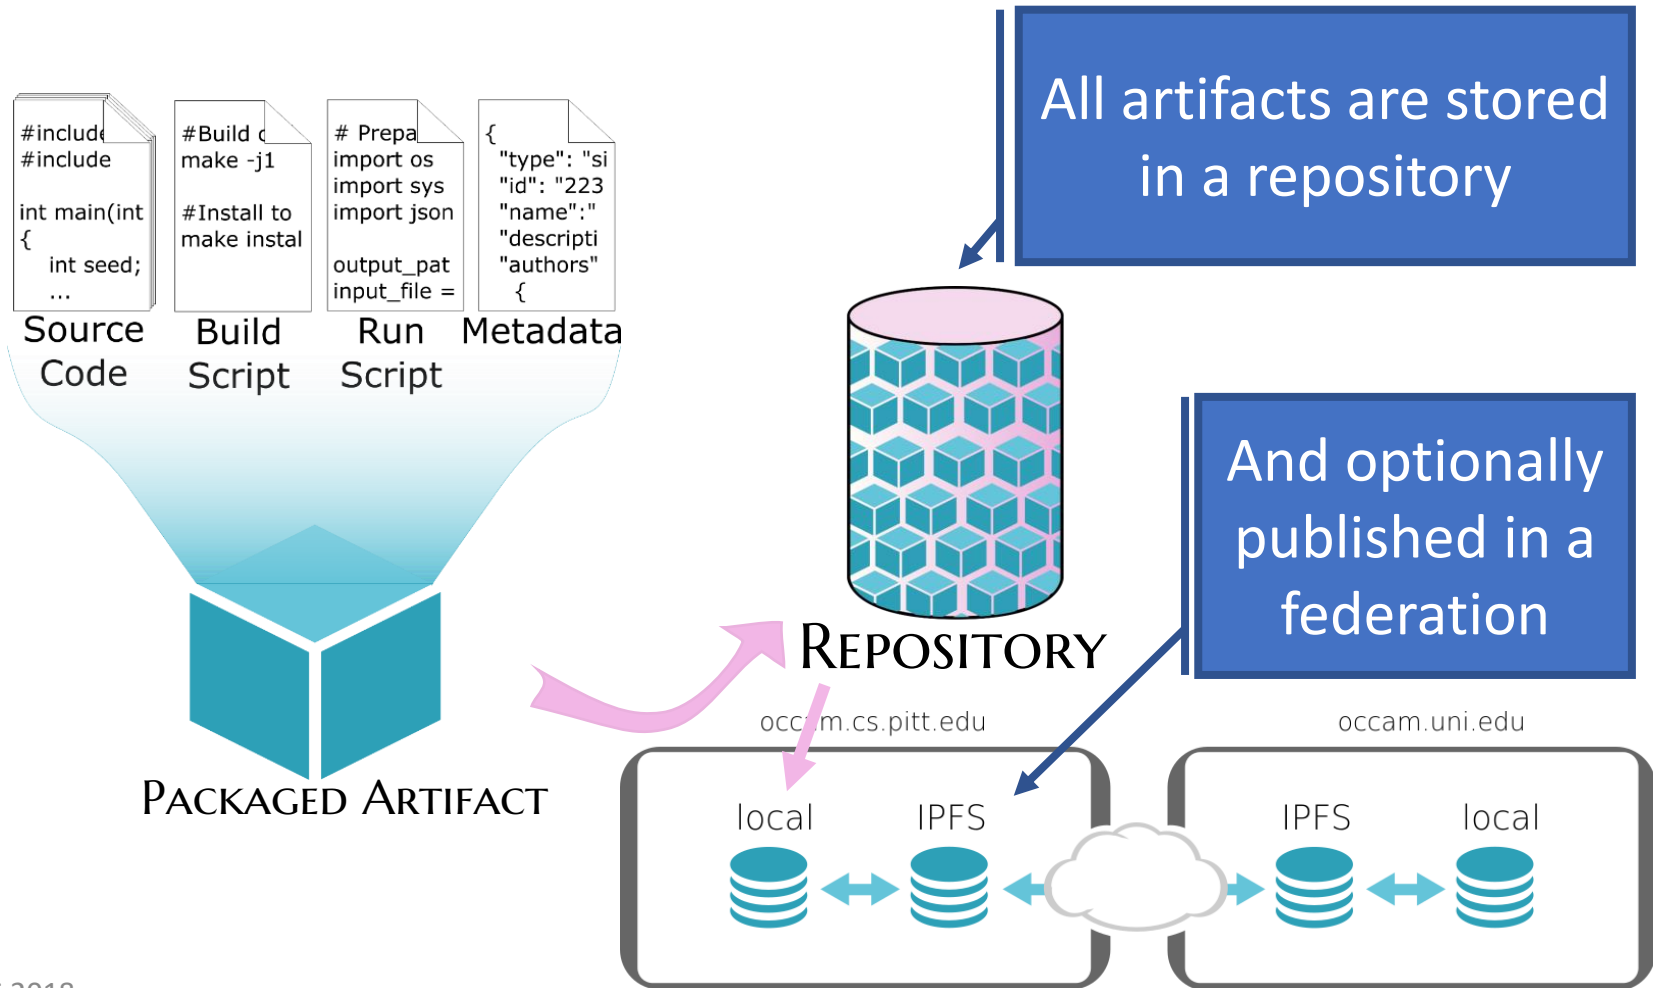 All artifacts are stored
in a repository
#include
#include
int main(int
{
int seed;
...
#Build
make -j1
#Install to
make instal
# Prepa
import os
import sys
import json
output_pat
input_file =
{
"type": "si
"id": "223
"name":"
"descripti
"authors"
{
Source
Code
Build
Script
Run
Script
Metadata
And optionally
published in a
federation
PACKAGED ARTIFACT
REPOSITORY
occam.cs.pitt.edu
local
IPFS
occam.uni.edu
IPFS
local
2018